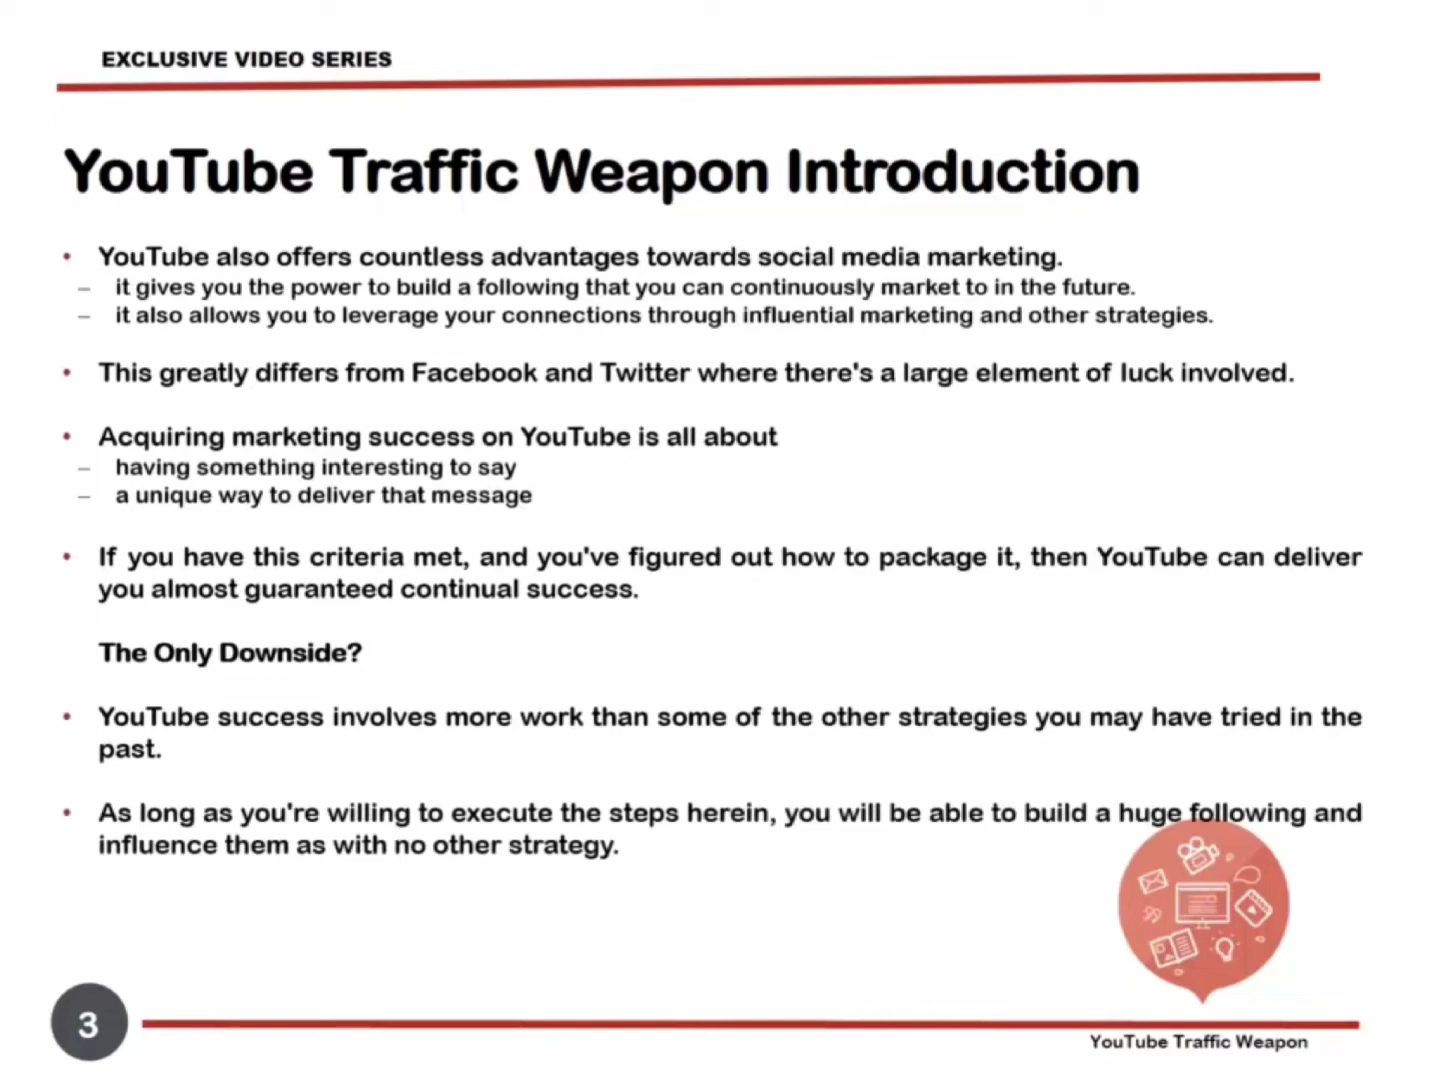 EXCLUSIVE VIDEO SERIES
YouTube Traffic Weapon Introduction
• YouTube also offers countless advantages towards social media marketing.
– it gives you the power to build a following that you can continuously market to in the future.
– it also allows you to leverage your connections through influential marketing and other strategies.
• This greatly differs from Facebook and Twitter where there's a large element of luck involved.
• Acquiring marketing success on YouTube is all about
– having something interesting to say
– a unique way to deliver that message
• If you have this criteria met, and you've figured out how to package it, then YouTube can deliver
you almost guaranteed continual success.
The Only Downside?
• YouTube success involves more work than some of the other strategies you may have tried in the
past.
• As long as you're willing to execute the steps herein, you will be able to build a huge following and
influence them as with no other strategy.
3
YouTube Traffic Weapon